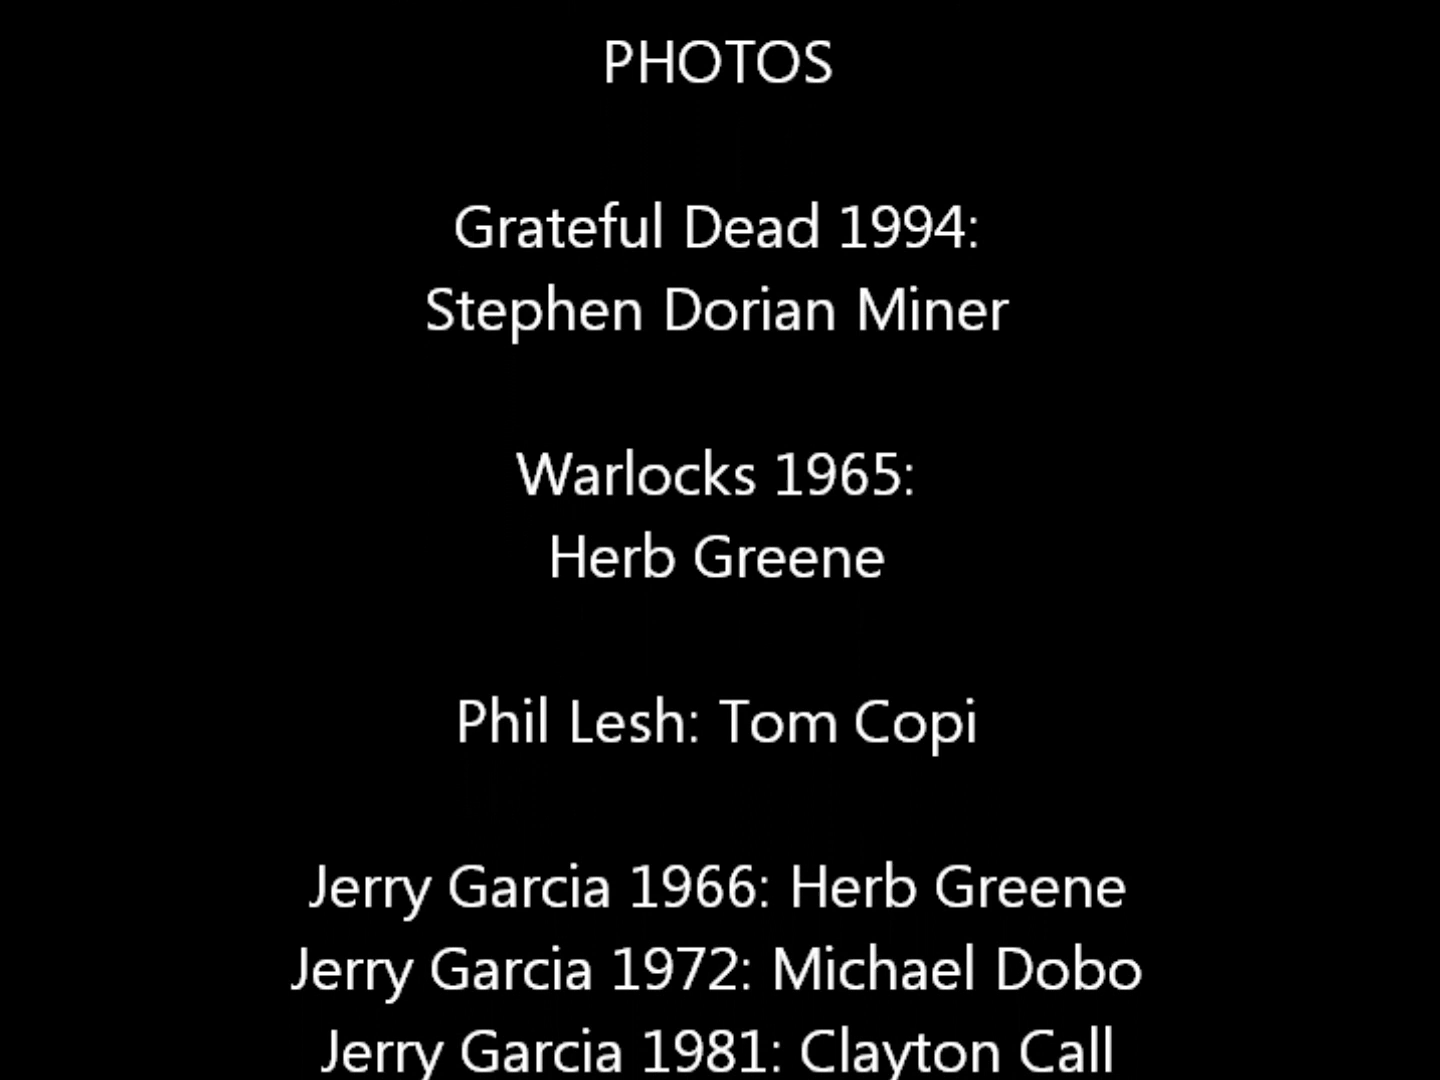 PHOTOS
Grateful Dead 1994:
Stephen Dorian Miner
Warlocks 1965:
Herb Greene
Phil Lesh: Tom Copi
Jerry Garcia 1966: Herb Greene
Jerry Garcia 1972: Michael Dobo
Jerry Garcia 1981: Clayton Call